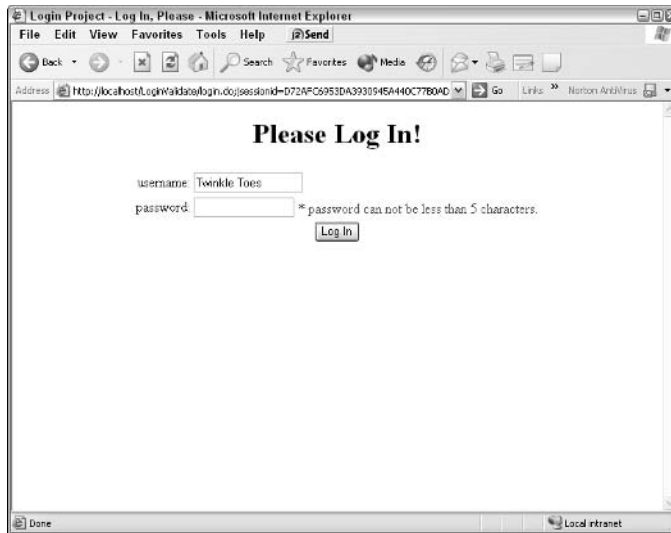 Login Project - Log In, Please - Microsoft Internet Explorer
File Edit View Favorites Tools Help Send
Back Search Favorites Media
Address http://localhost/LoginValidate/login.do;jsessionid=D72AFC6953DA3930945A440C77B0AD Go Links » Norton AntiVirus
Please Log In!
username: Twinkle Toes
password: * password can not be less than 5 characters.
Log In
Done Local intranet